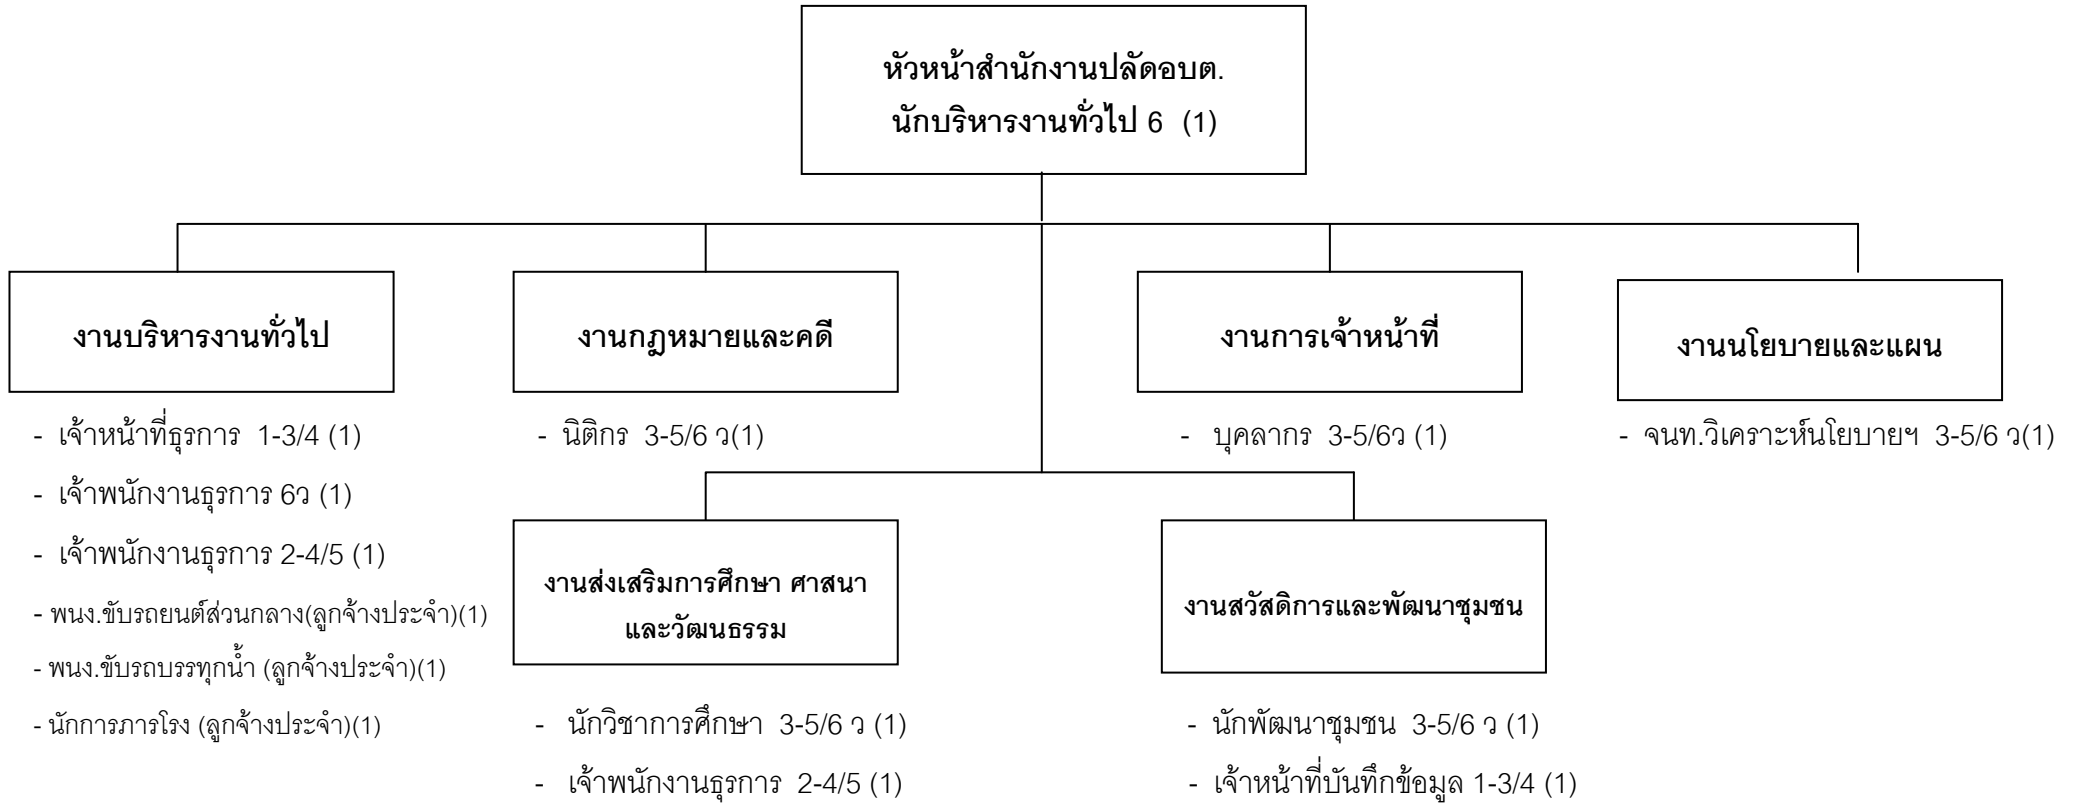 หัวหน้าสำนักงานปลัดอบต.
นักบริหารงานทั่วไป 6 (1)
งานบริหารงานทั่วไป
- เจ้าหน้าที่ธุรการ 1-3/4 (1)
- เจ้าพนักงานธุรการ 6ว (1)
- เจ้าพนักงานธุรการ 2-4/5 (1)
- พนง.ขับรถยนต์ส่วนกลาง(ลูกจ้างประจำ)(1)
- พนง.ขับรถบรรทุกน้ำ (ลูกจ้างประจำ)(1)
- นักการภารโรง (ลูกจ้างประจำ)(1)
งานกฎหมายและคดี
- นิติกร 3-5/6 ว(1)
งานการเจ้าหน้าที่
- บุคลากร 3-5/6ว (1)
งานนโยบายและแผน
- จนท.วิเคราะห์นโยบายฯ 3-5/6 ว(1)
งานส่งเสริมการศึกษา ศาสนา
และวัฒนธรรม
- นักวิชาการศึกษา 3-5/6 ว (1)
- เจ้าพนักงานธุรการ 2-4/5 (1)
งานสวัสดิการและพัฒนาชุมชน
- นักพัฒนาชุมชน 3-5/6 ว (1)
- เจ้าหน้าที่บันทึกข้อมูล 1-3/4 (1)